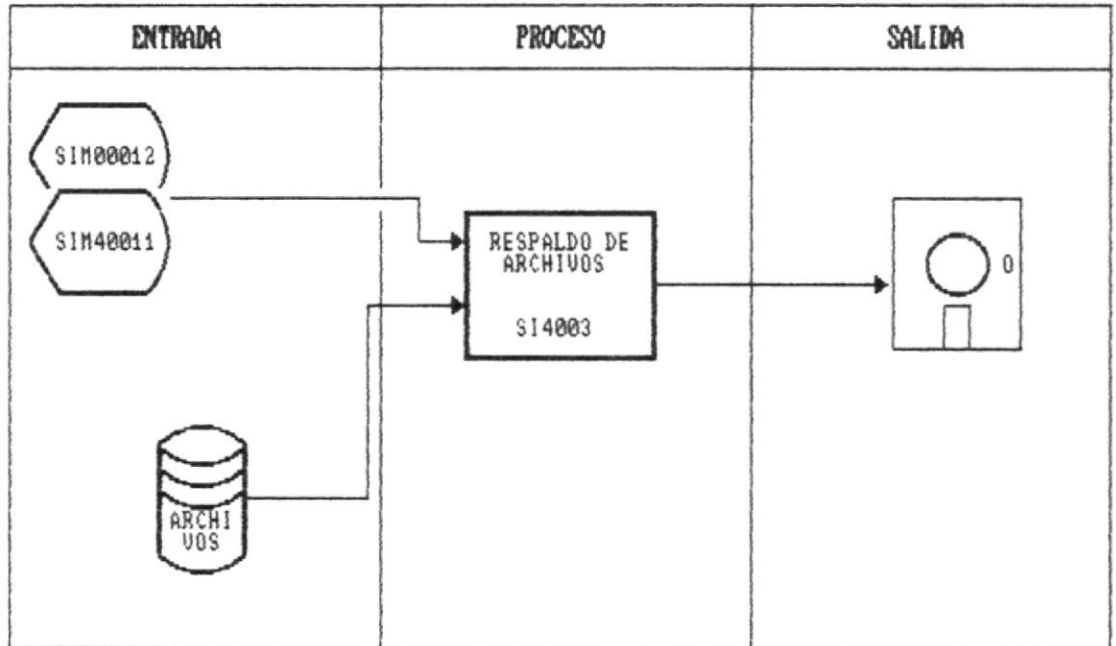 ENTRADA
PROCESO
SALIDA
SIM00012
SIM40011
RESPALDO DE
ARCHIVOS
SI4003
ARCHI
VOS
0